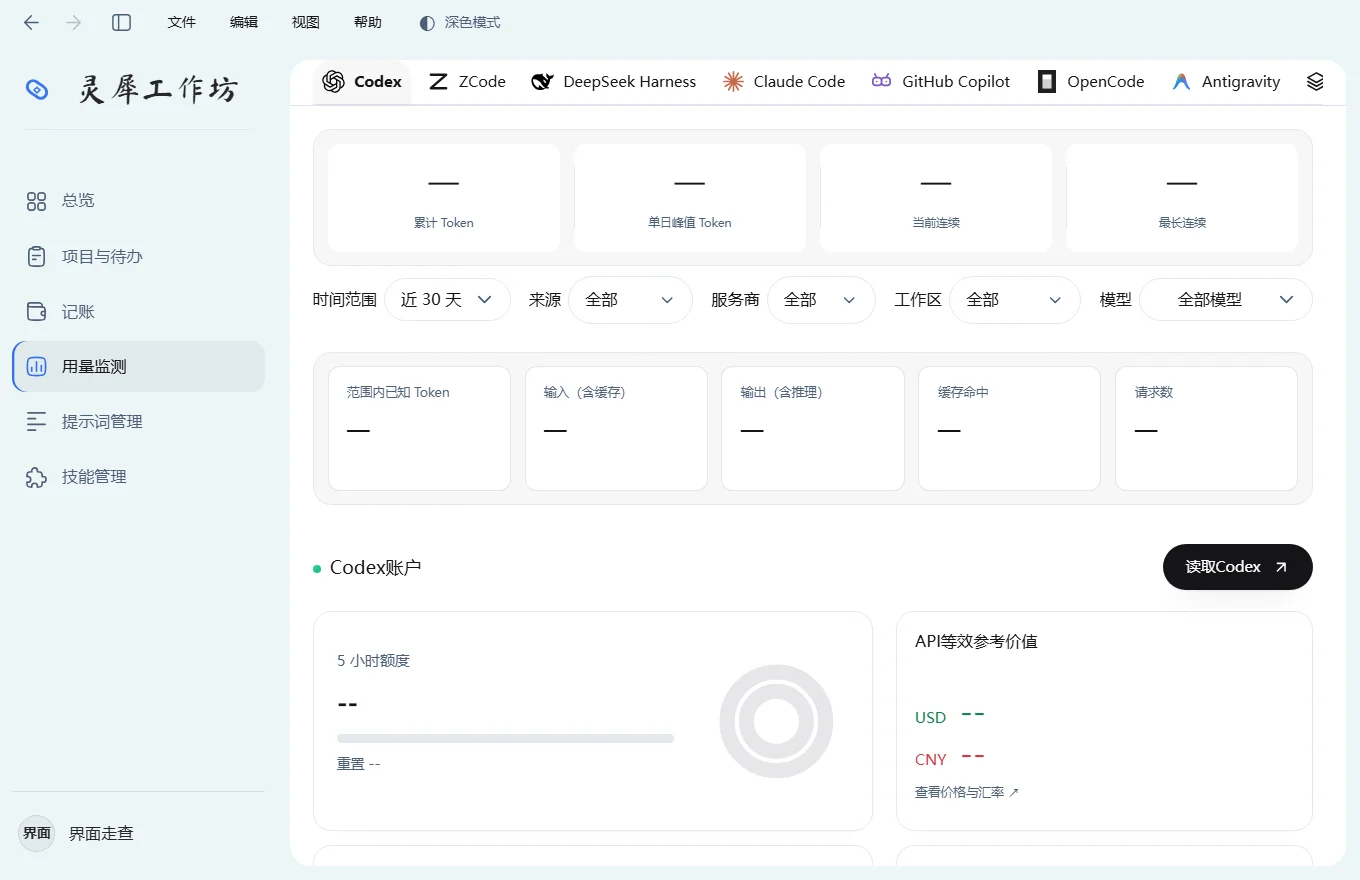 文件 编辑 视图 帮助 深色模式
灵犀工作坊
总览
项目与待办
记账
用量监测
提示词管理
技能管理
界面 界面走查
Codex ZCode DeepSeek Harness Claude Code GitHub Copilot OpenCode Antigravity
— — — —
累计 Token 单日峰值 Token 当前连续 最长连续
时间范围 近 30 天 来源 全部 服务商 全部 工作区 全部 模型 全部模型
范围内已知 Token 输入（含缓存） 输出（含推理） 缓存命中 请求数
— — — — —
Codex账户 读取Codex
5 小时额度
--
重置 --
API等效参考价值
USD --
CNY --
查看价格与汇率 ↗